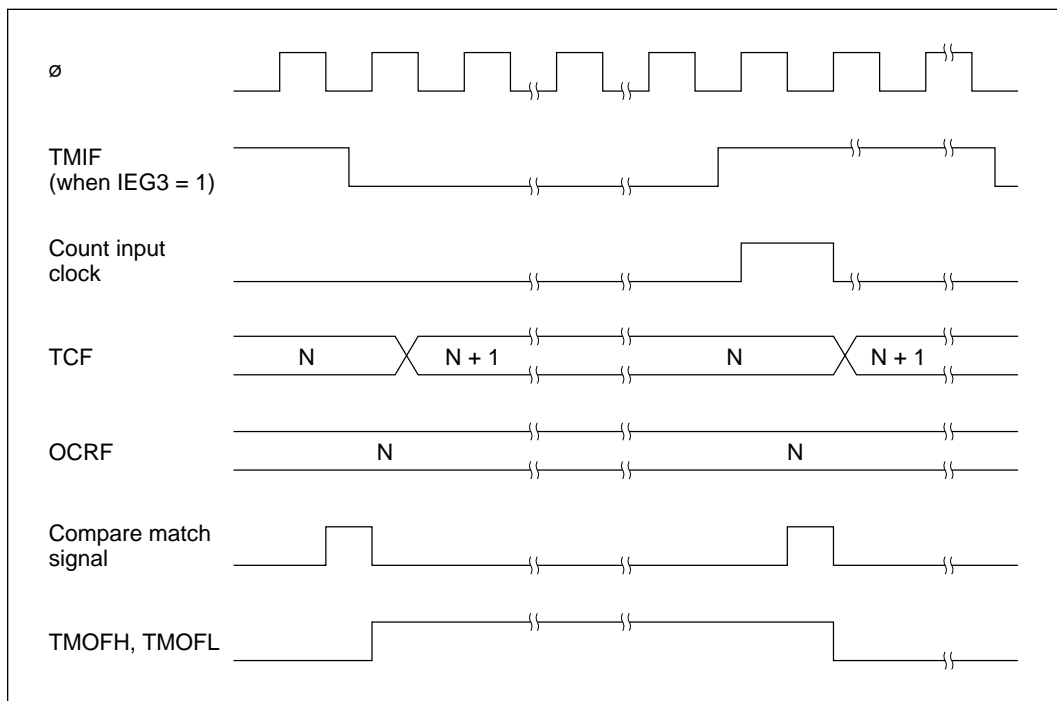 ø
TMIF
(when IEG3 = 1)
Count input
clock
TCF
N
N + 1
N
N + 1
OCRF
N
N
Compare match
signal
TMOFH, TMOFL